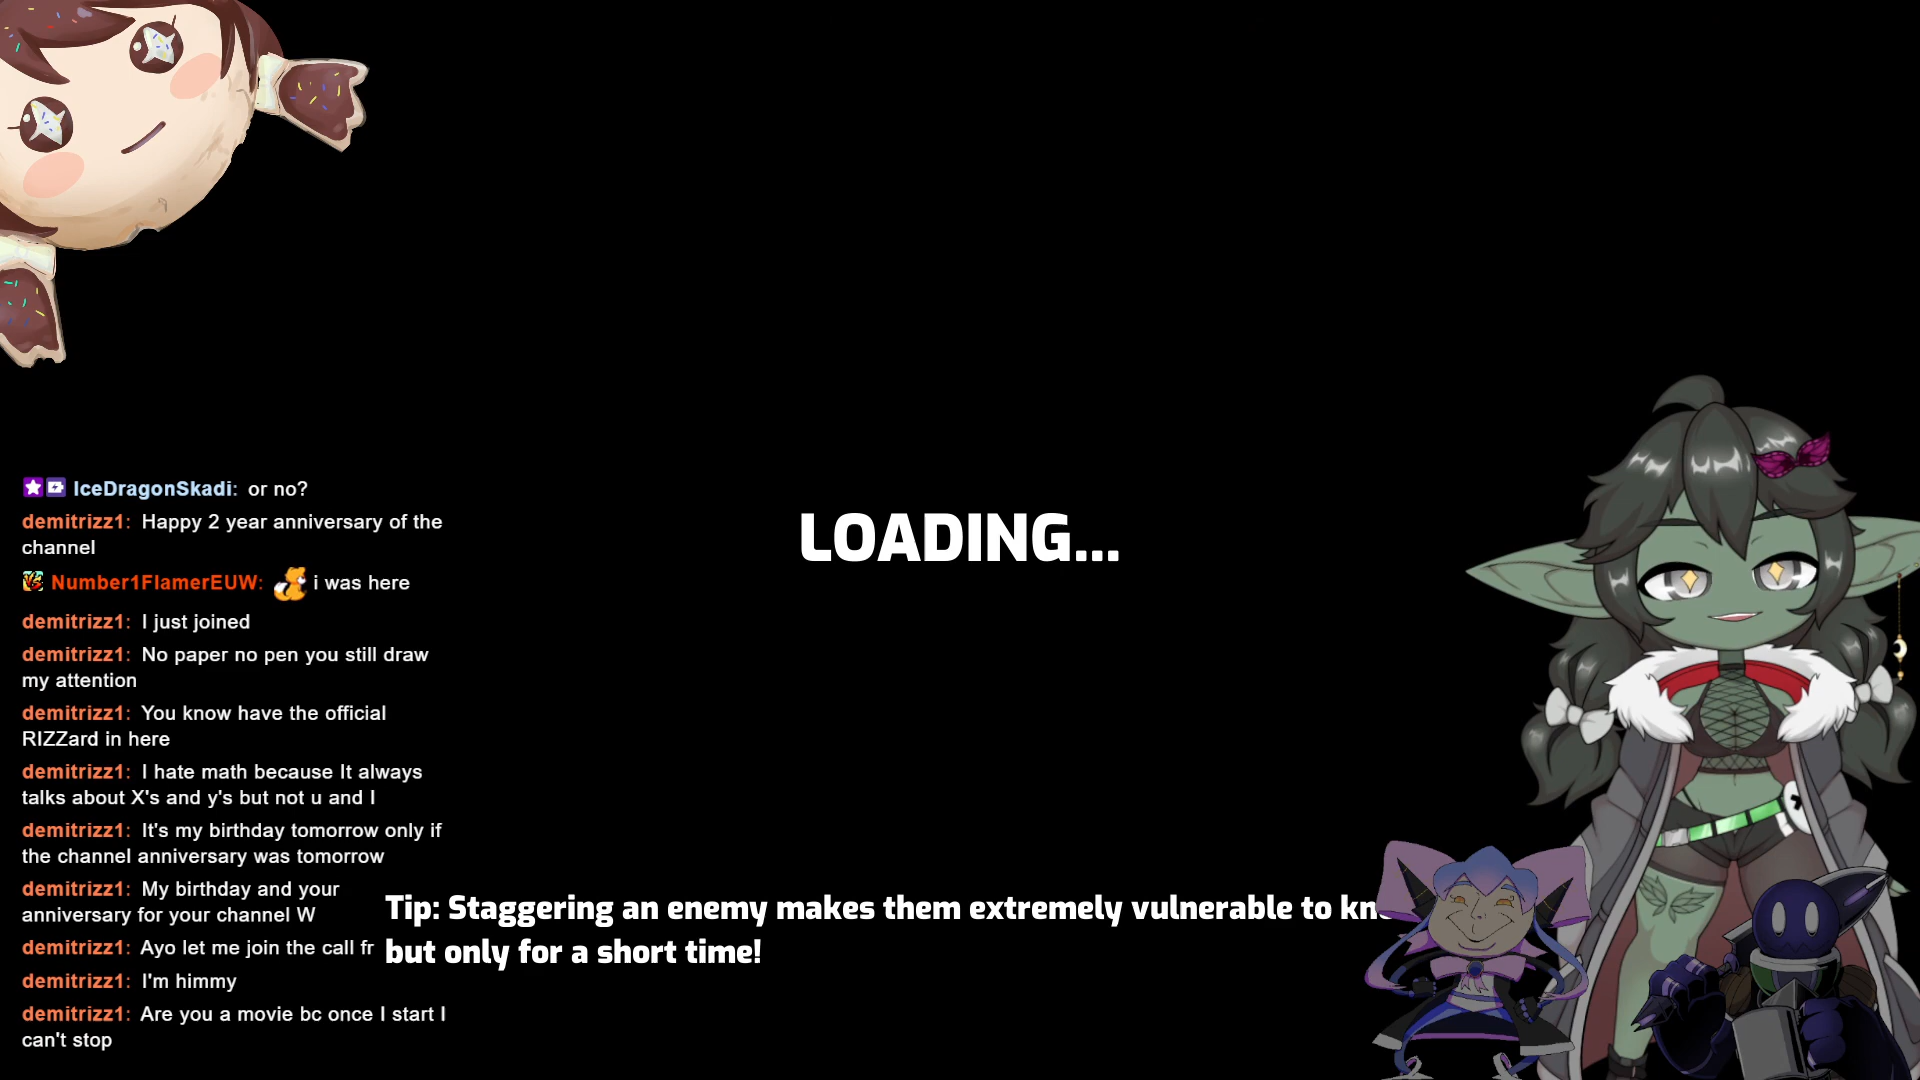 IceDragonSkadi: or no?
demitrizz1: Happy 2 year anniversary of the
channel
Number1FlamerEUW: i was here
demitrizz1: I just joined
demitrizz1: No paper no pen you still draw
my attention
demitrizz1: You know have the official
RIZZard in here
demitrizz1: I hate math because It always
talks about X's and y's but not u and I
demitrizz1: It's my birthday tomorrow only if
the channel anniversary was tomorrow
demitrizz1: My birthday and your
anniversary for your channel W
demitrizz1: Ayo let me join the call fr
demitrizz1: I'm himmy
demitrizz1: Are you a movie bc once I start I
can't stop
LOADING...
Tip: Staggering an enemy makes them extremely vulnerable to
but only for a short time!